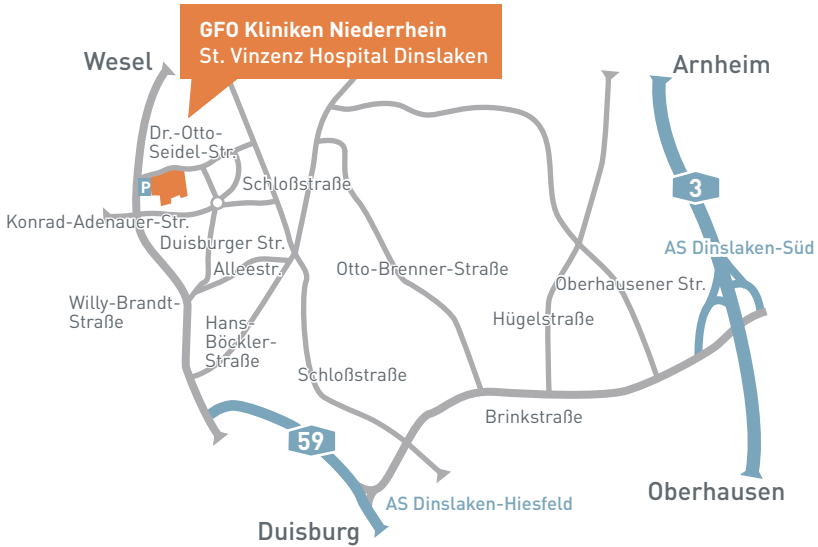 GFO Kliniken Niederrhein
St. Vinzenz Hospital Dinslaken
Wesel
Arnheim
Dr.-Otto-
Seidel-Str.
P
Schloßstraße
3
Konrad-Adenauer-Str.
Duisburger Str.
AS Dinslaken-Süd
Alleestr.
Otto-Brenner-Straße
Oberhausener Str.
Willy-Brandt-
Straße
Hans-
Böckler-
Straße
Hügelstraße
Schloßstraße
Brinkstraße
59
Oberhausen
AS Dinslaken-Hiesfeld
Duisburg